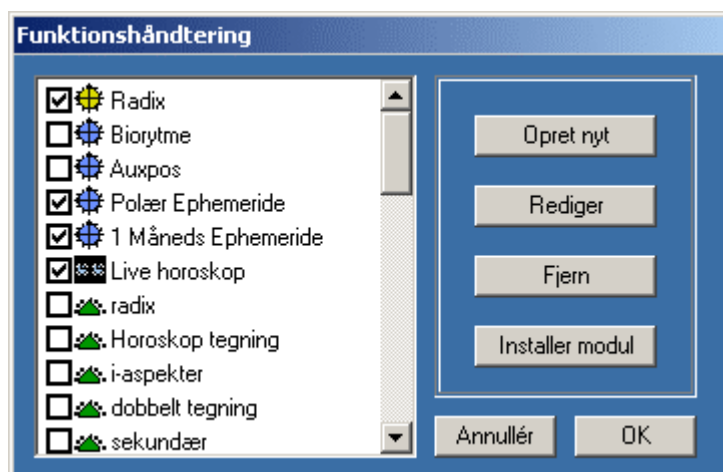 Funktionshåndtering
Radix
Biorytme
Auxpos
Polær Ephemeride
1 Måneds Ephemeride
Live horoskop
radix
Horoskop tegning
i-aspekter
dobbelt tegning
sekundær
Opret nyt
Rediger
Fjern
Installer modul
Annullér
OK